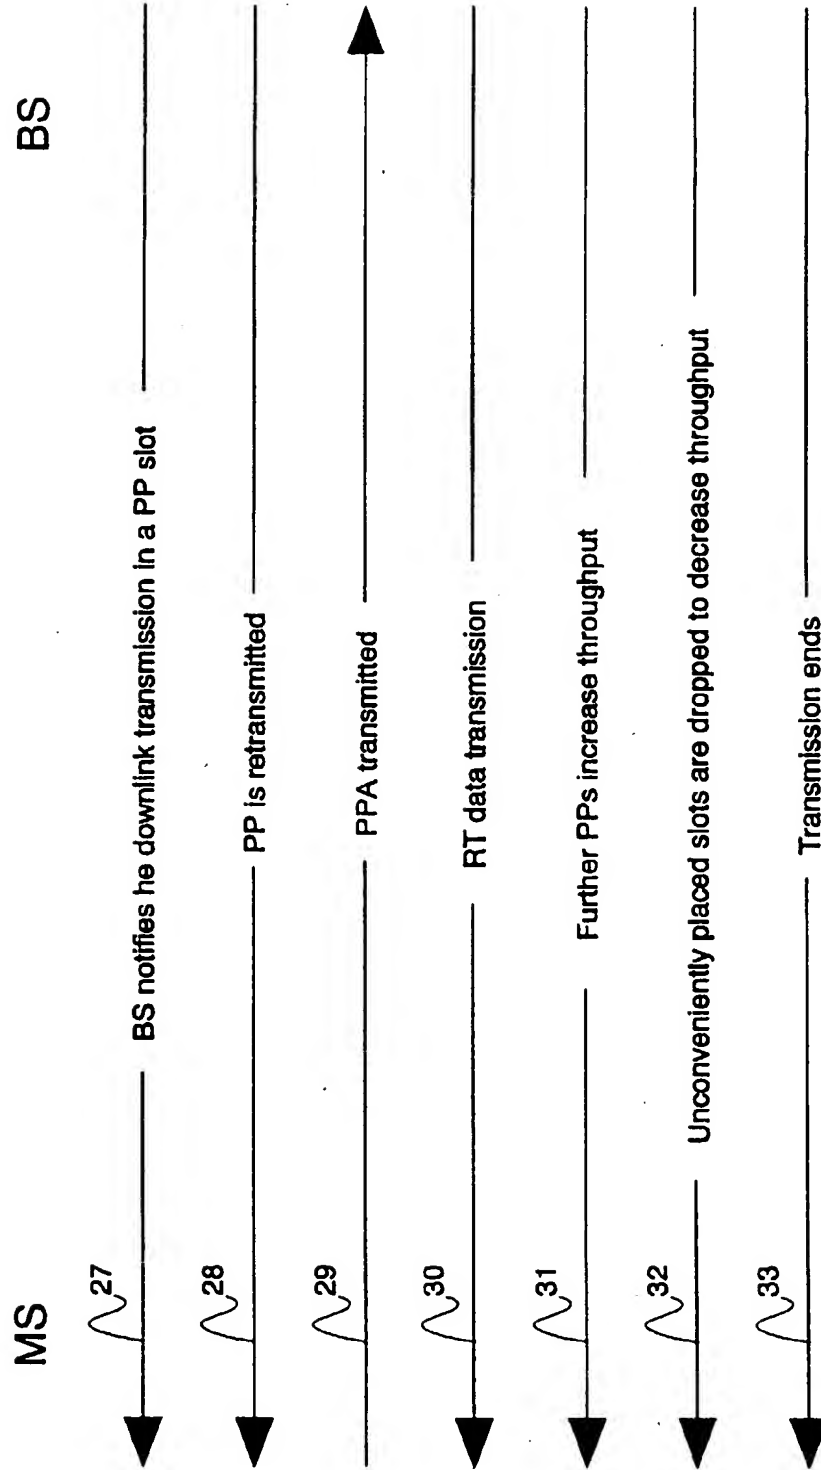 MS
BS
27
BS notifies he downlink transmission in a PP slot
28
PP is retransmitted
29
PPA transmitted
30
RT data transmission
31
Further PPs increase throughput
32
Unconveniently placed slots are dropped to decrease throughput
33
Transmission ends